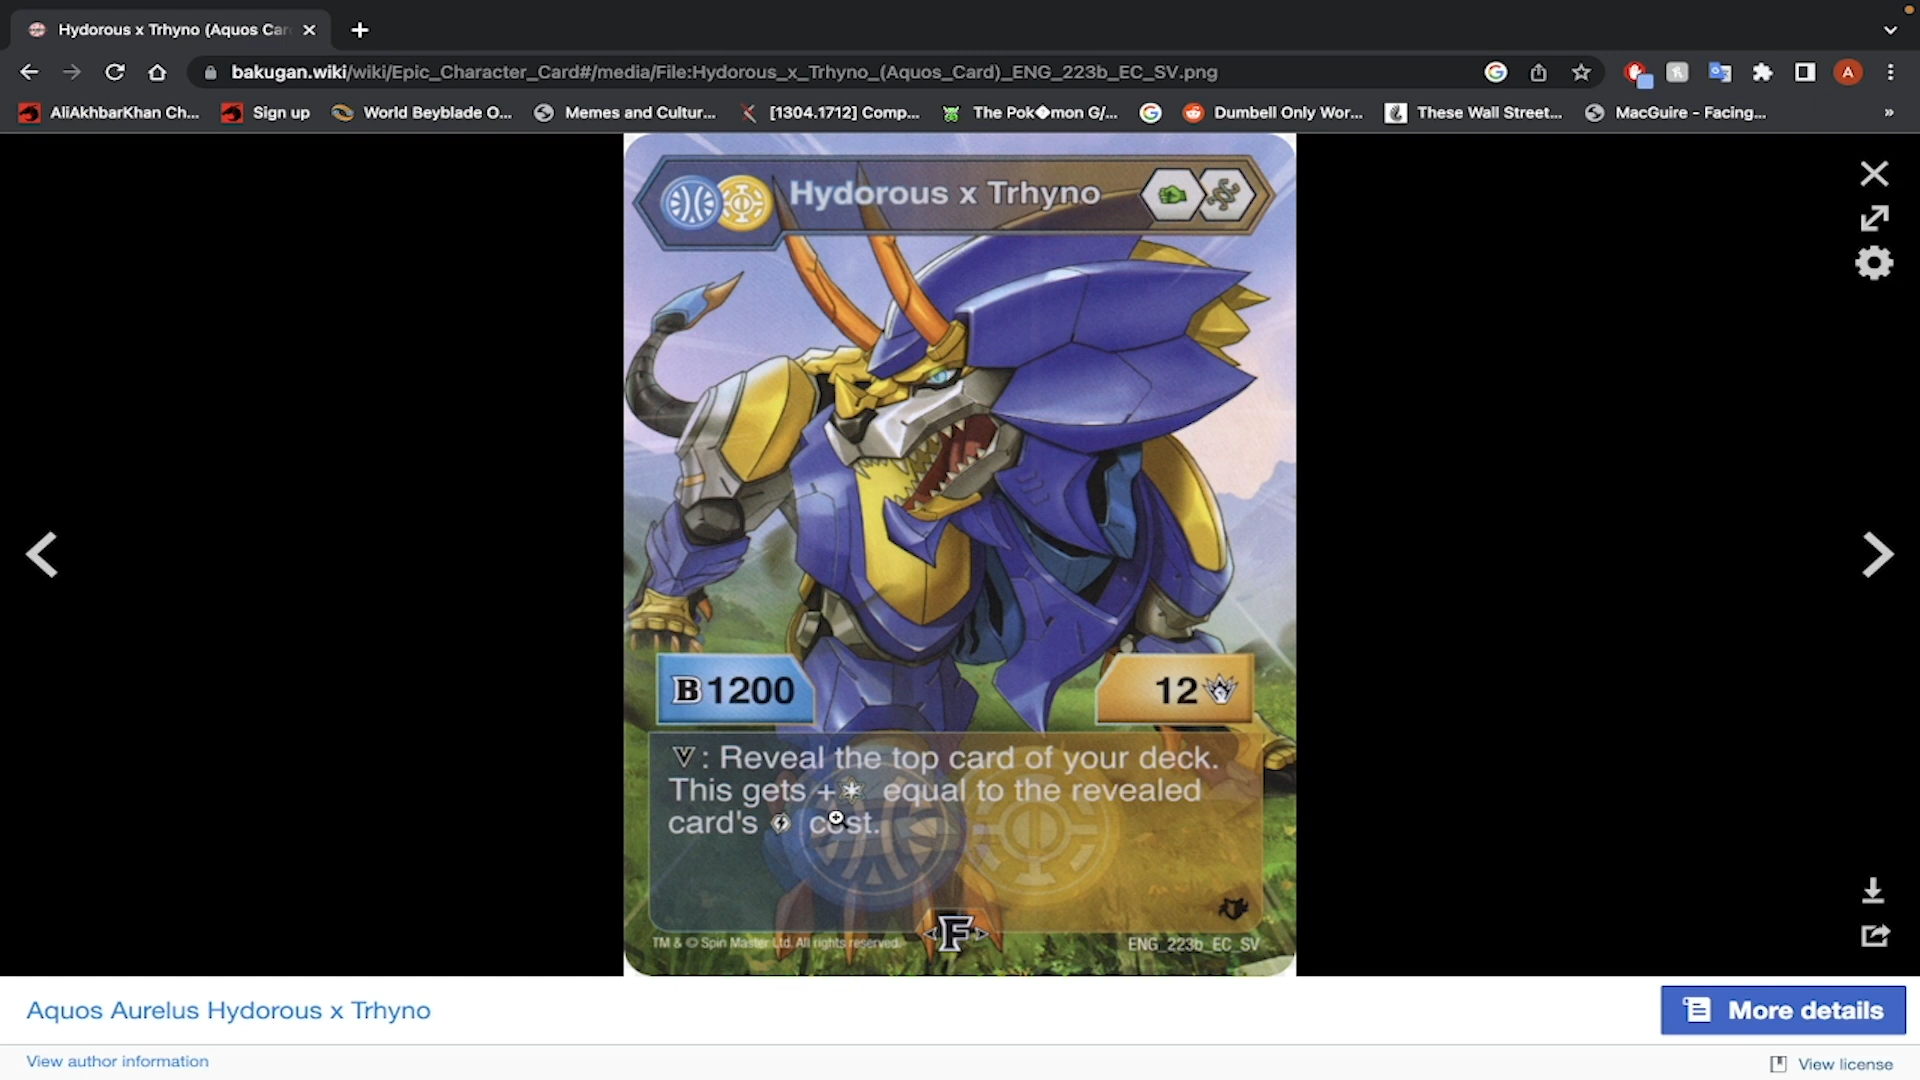 Hydorous x Trhyno (Aquos Car
bakugan.wiki/wiki/Epic_Character_Card#/media/File:Hydorous_x_Trhyno_(Aquos_Card)_ENG_223b_EC_SV.png
A
AliAkhbarKhan Ch...
Sign up
World Beyblade O...
Memes and Cultur...
[1304.1712] Comp...
The Pok�mon G/...
Dumbell Only Wor...
These Wall Street...
MacGuire - Facing...
»
Hydorous x Trhyno
B 1200
12
: Reveal the top card of your deck.
This gets + equal to the revealed
card's cost.
F
TM & © Spin Master Ltd. All rights reserved.
ENG_223b_EC_SV
Aquos Aurelus Hydorous x Trhyno
More details
View author information
View license